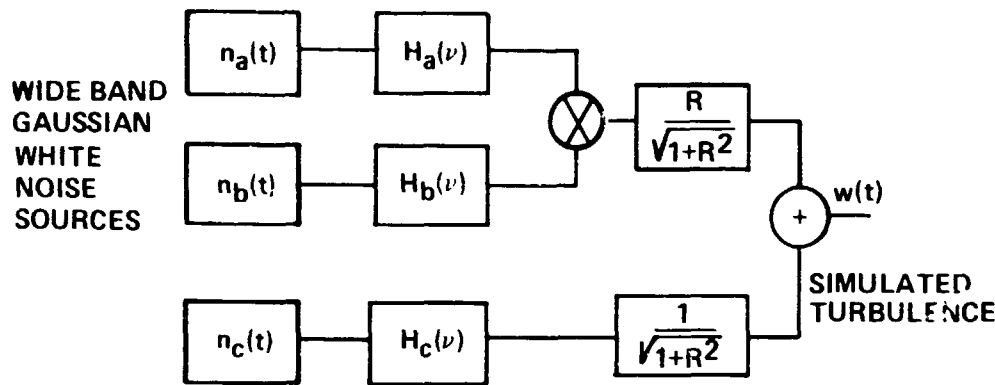 WIDE BAND
GAUSSIAN
WHITE
NOISE
SOURCES
n_a(t)
H_a(ν)
n_b(t)
H_b(ν)
R
√1+R²
+
w(t)
n_c(t)
H_c(ν)
1
√1+R²
SIMULATED
TURBULENCE